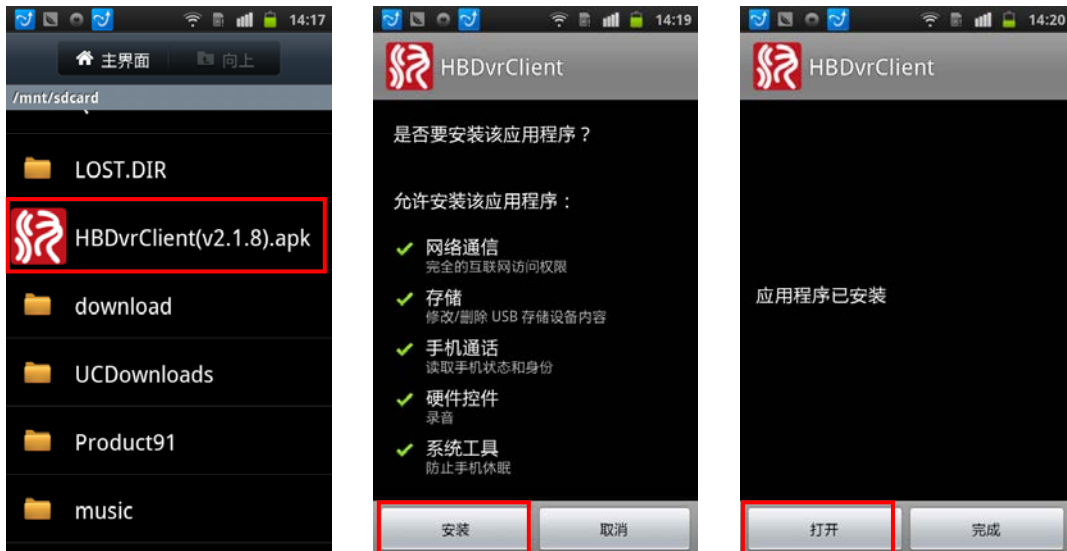 14:17
主界面
向上
/mnt/sdcard
LOST.DIR
HBDvrClient(v2.1.8).apk
download
UCDownloads
Product91
music
14:19
HBDvrClient
是否要安装该应用程序？
允许安装该应用程序：
网络通信
完全的互联网访问权限
存储
修改/删除 USB 存储设备内容
手机通话
读取手机状态和身份
硬件控件
录音
系统工具
防止手机休眠
安装
取消
14:20
HBDvrClient
应用程序已安装
打开
完成